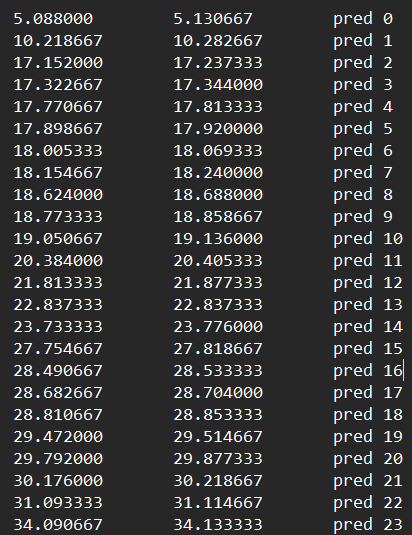 5.088000 5.130667 pred 0
10.218667 10.282667 pred 1
17.152000 17.237333 pred 2
17.322667 17.344000 pred 3
17.770667 17.813333 pred 4
17.898667 17.920000 pred 5
18.005333 18.069333 pred 6
18.154667 18.240000 pred 7
18.624000 18.688000 pred 8
18.773333 18.858667 pred 9
19.050667 19.136000 pred 10
20.384000 20.405333 pred 11
21.813333 21.877333 pred 12
22.837333 22.837333 pred 13
23.733333 23.776000 pred 14
27.754667 27.818667 pred 15
28.490667 28.533333 pred 16
28.682667 28.704000 pred 17
28.810667 28.853333 pred 18
29.472000 29.514667 pred 19
29.792000 29.877333 pred 20
30.176000 30.218667 pred 21
31.093333 31.114667 pred 22
34.090667 34.133333 pred 23